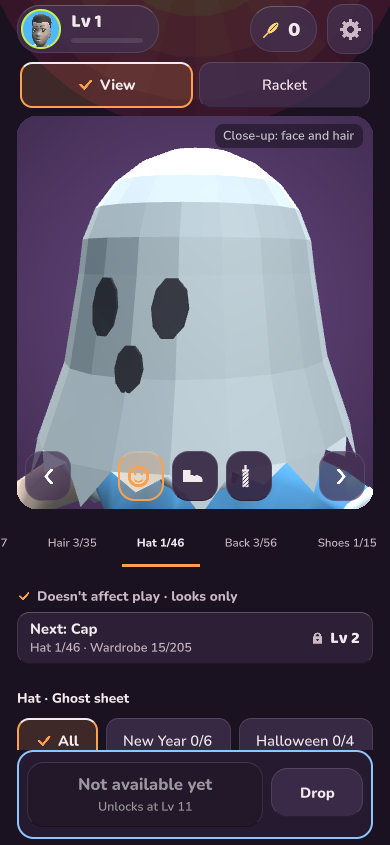 Lv 1
0
View
Racket
Close-up: face and hair
7
Hair 3/35
Hat 1/46
Back 3/56
Shoes 1/15
Doesn't affect play · looks only
Next: Cap
Hat 1/46 · Wardrobe 15/205
Lv 2
Hat · Ghost sheet
All
New Year 0/6
Halloween 0/4
Not available yet
Unlocks at Lv 11
Drop